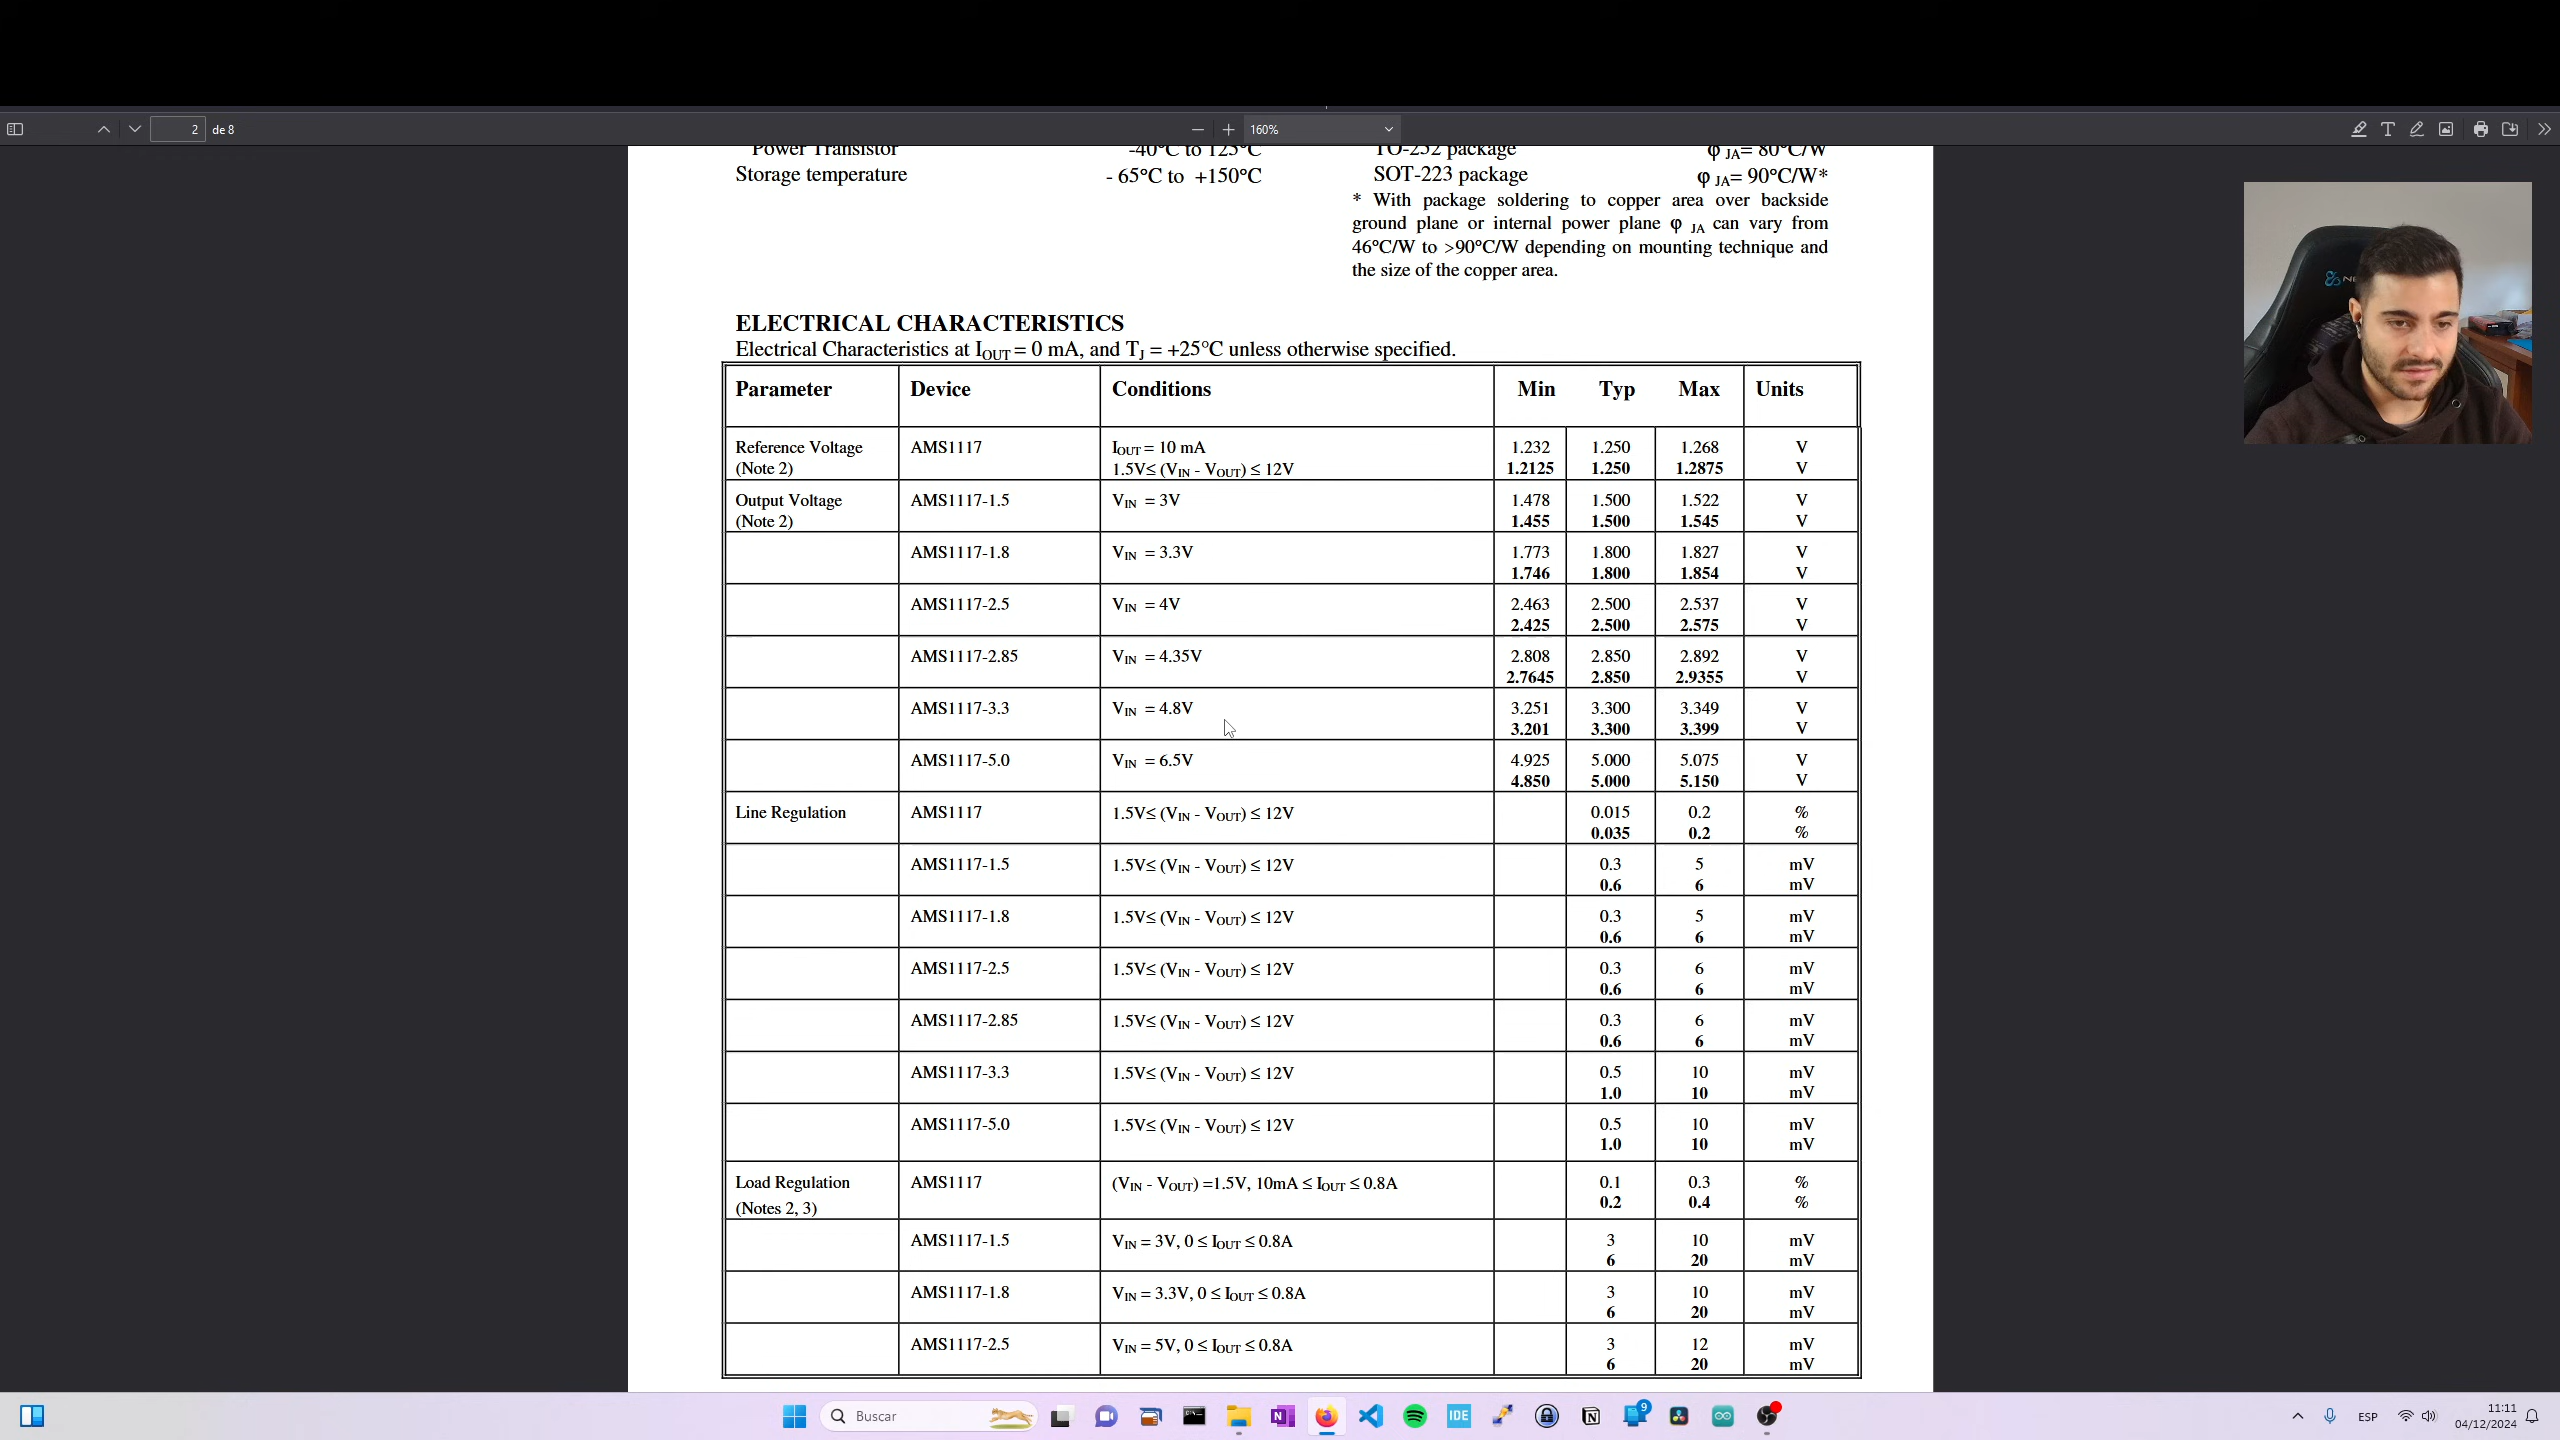 2 de 8 160%
Power Transistor -40°C to 125°C TO-252 package φ JA= 80°C/W
Storage temperature - 65°C to +150°C SOT-223 package φ JA= 90°C/W*
* With package soldering to copper area over backside
ground plane or internal power plane φ JA can vary from
46°C/W to >90°C/W depending on mounting technique and
the size of the copper area.
ELECTRICAL CHARACTERISTICS
Electrical Characteristics at IOUT = 0 mA, and TJ = +25°C unless otherwise specified.
Parameter Device Conditions Min Typ Max Units
Reference Voltage AMS1117 IOUT = 10 mA 1.232 1.250 1.268 V
(Note 2) 1.5V≤ (VIN - VOUT) ≤ 12V 1.2125 1.250 1.2875 V
Output Voltage AMS1117-1.5 VIN = 3V 1.478 1.500 1.522 V
(Note 2) 1.455 1.500 1.545 V
AMS1117-1.8 VIN = 3.3V 1.773 1.800 1.827 V
1.746 1.800 1.854 V
AMS1117-2.5 VIN = 4V 2.463 2.500 2.537 V
2.425 2.500 2.575 V
AMS1117-2.85 VIN = 4.35V 2.808 2.850 2.892 V
2.7645 2.850 2.9355 V
AMS1117-3.3 VIN = 4.8V 3.251 3.300 3.349 V
3.201 3.300 3.399 V
AMS1117-5.0 VIN = 6.5V 4.925 5.000 5.075 V
4.850 5.000 5.150 V
Line Regulation AMS1117 1.5V≤ (VIN - VOUT) ≤ 12V 0.015 0.2 %
0.035 0.2 %
AMS1117-1.5 1.5V≤ (VIN - VOUT) ≤ 12V 0.3 5 mV
0.6 6 mV
AMS1117-1.8 1.5V≤ (VIN - VOUT) ≤ 12V 0.3 5 mV
0.6 6 mV
AMS1117-2.5 1.5V≤ (VIN - VOUT) ≤ 12V 0.3 6 mV
0.6 6 mV
AMS1117-2.85 1.5V≤ (VIN - VOUT) ≤ 12V 0.3 6 mV
0.6 6 mV
AMS1117-3.3 1.5V≤ (VIN - VOUT) ≤ 12V 0.5 10 mV
1.0 10 mV
AMS1117-5.0 1.5V≤ (VIN - VOUT) ≤ 12V 0.5 10 mV
1.0 10 mV
Load Regulation AMS1117 (VIN - VOUT) =1.5V, 10mA ≤ IOUT ≤ 0.8A 0.1 0.3 %
(Notes 2, 3) 0.2 0.4 %
AMS1117-1.5 VIN = 3V, 0 ≤ IOUT ≤ 0.8A 3 10 mV
6 20 mV
AMS1117-1.8 VIN = 3.3V, 0 ≤ IOUT ≤ 0.8A 3 10 mV
6 20 mV
AMS1117-2.5 VIN = 5V, 0 ≤ IOUT ≤ 0.8A 3 12 mV
6 20 mV
Buscar IDE 9 ESP 11:11
04/12/2024